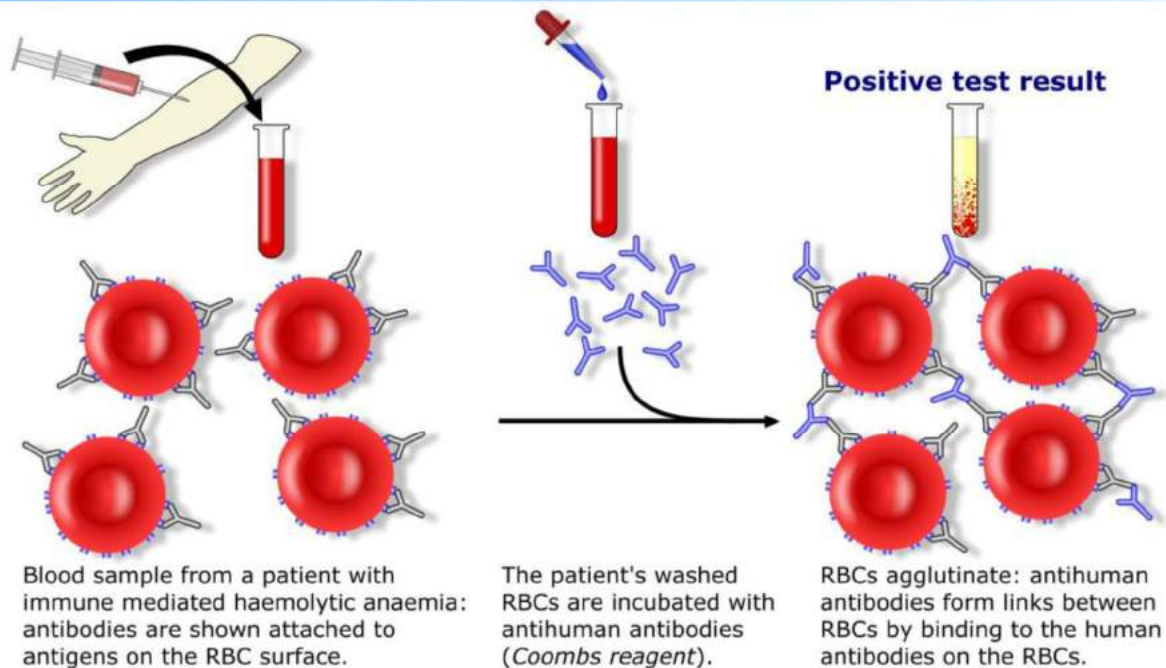 Positive test result
Blood sample from a patient with
immune mediated haemolytic anaemia:
antibodies are shown attached to
antigens on the RBC surface.
The patient's washed
RBCs are incubated with
antihuman antibodies
(Coombs reagent).
RBCs agglutinate: antihuman
antibodies form links between
RBCs by binding to the human
antibodies on the RBCs.